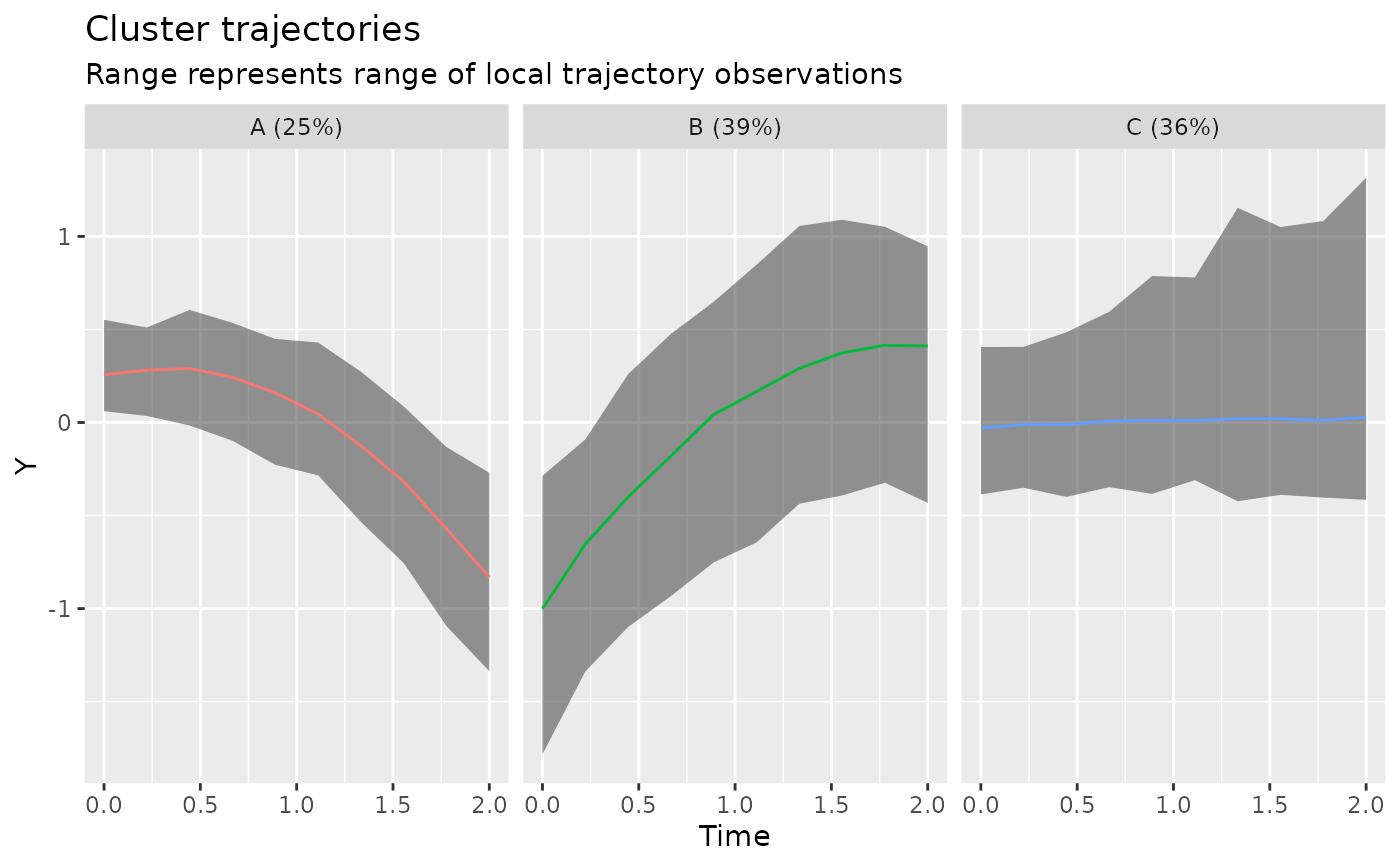 Cluster trajectories
Range represents range of local trajectory observations
A (25%) B (39%) C (36%)
1
0
-1
Y
0.0 0.5 1.0 1.5 2.0 0.0 0.5 1.0 1.5 2.0 0.0 0.5 1.0 1.5 2.0
Time